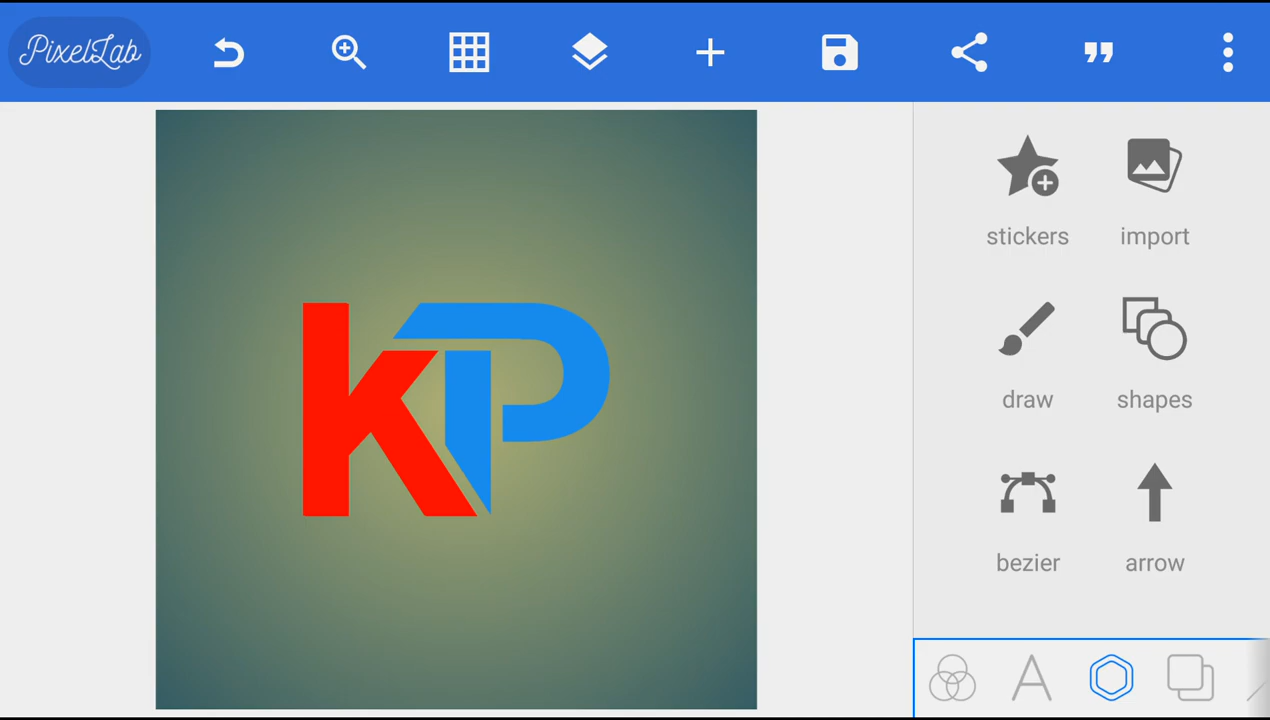 PixelLab
stickers
import
KP
draw
shapes
bezier
arrow